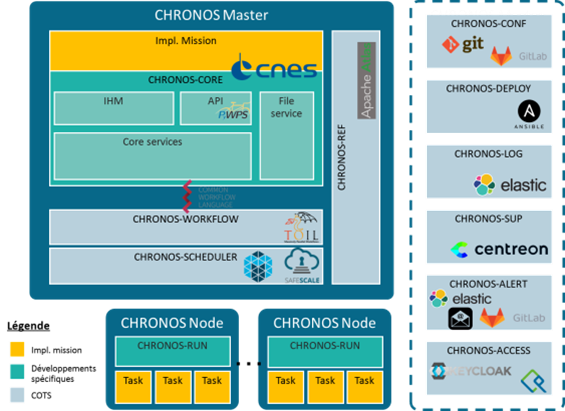 CHRONOS Master
Impl. Mission
cnes
CHRONOS-CORE
IHM
API
PyWPS
File
service
Core services
COMMON
WORKFLOW
LANGUAGE
CHRONOS-WORKFLOW
TOIL
CHRONOS-SCHEDULER
SAFESCALE
CHRONOS-REF
Apache
CHRONOS Node
CHRONOS-RUN
Task
Task
Task
...
CHRONOS Node
CHRONOS-RUN
Task
Task
Task
Légende
Impl. mission
Développements
spécifiques
COTS
CHRONOS-CONF
git
GitLab
CHRONOS-DEPLOY
ANSIBLE
CHRONOS-LOG
elastic
CHRONOS-SUP
centreon
CHRONOS-ALERT
elastic
GitLab
CHRONOS-ACCESS
KEYCLOAK